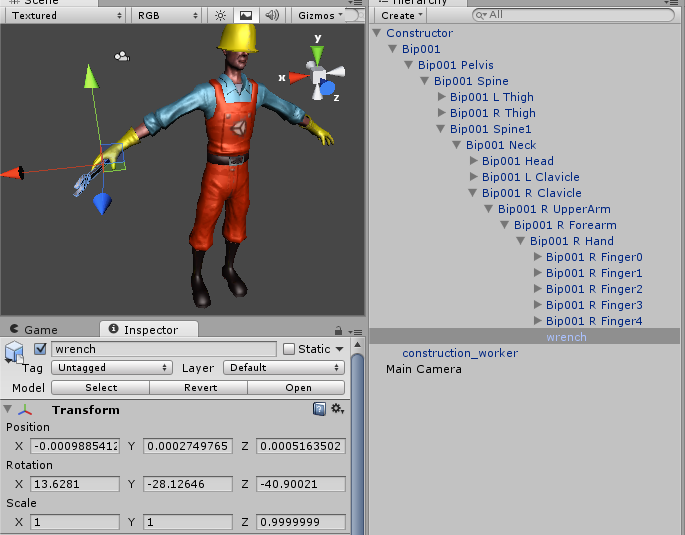 Scene
Hierarchy
Textured RGB Gizmos
Create All
y
x
z
Constructor
Bip001
Bip001 Pelvis
Bip001 Spine
Bip001 L Thigh
Bip001 R Thigh
Bip001 Spine1
Bip001 Neck
Bip001 Head
Bip001 L Clavicle
Bip001 R Clavicle
Bip001 R UpperArm
Bip001 R Forearm
Bip001 R Hand
Bip001 R Finger0
Bip001 R Finger1
Bip001 R Finger2
Bip001 R Finger3
Bip001 R Finger4
wrench
construction_worker
Main Camera
Game Inspector
wrench Static
Tag Untagged Layer Default
Model Select Revert Open
Transform
Position
X -0.0009885412 Y 0.0002749765 Z 0.0005163502
Rotation
X 13.6281 Y -28.12646 Z -40.90021
Scale
X 1 Y 1 Z 0.9999999